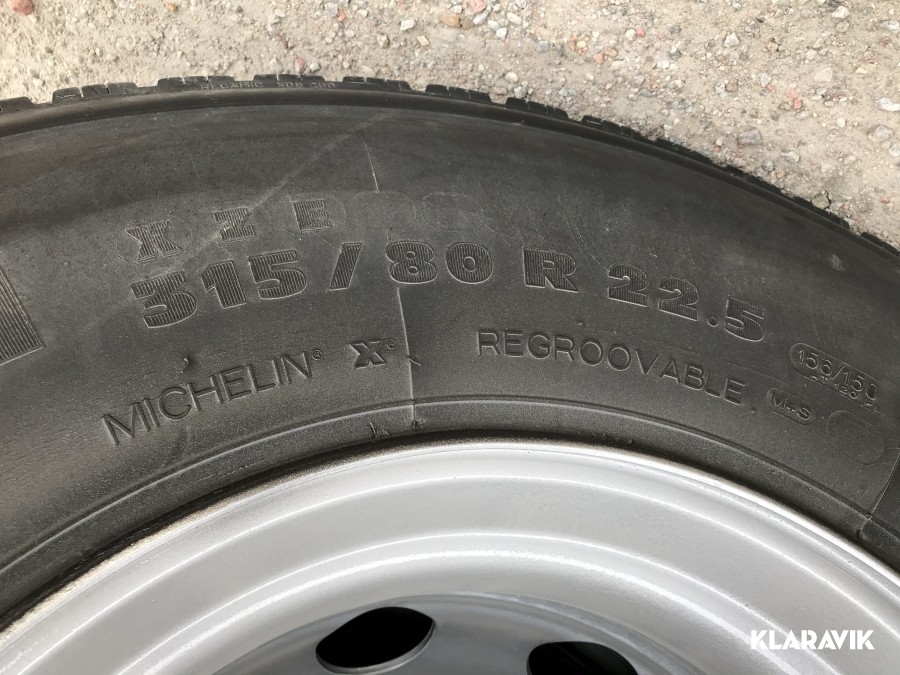 X Z E
315/80 R 22.5
MICHELIN® X® REGROOVABLE
156/150
M+S
KLARAVIK